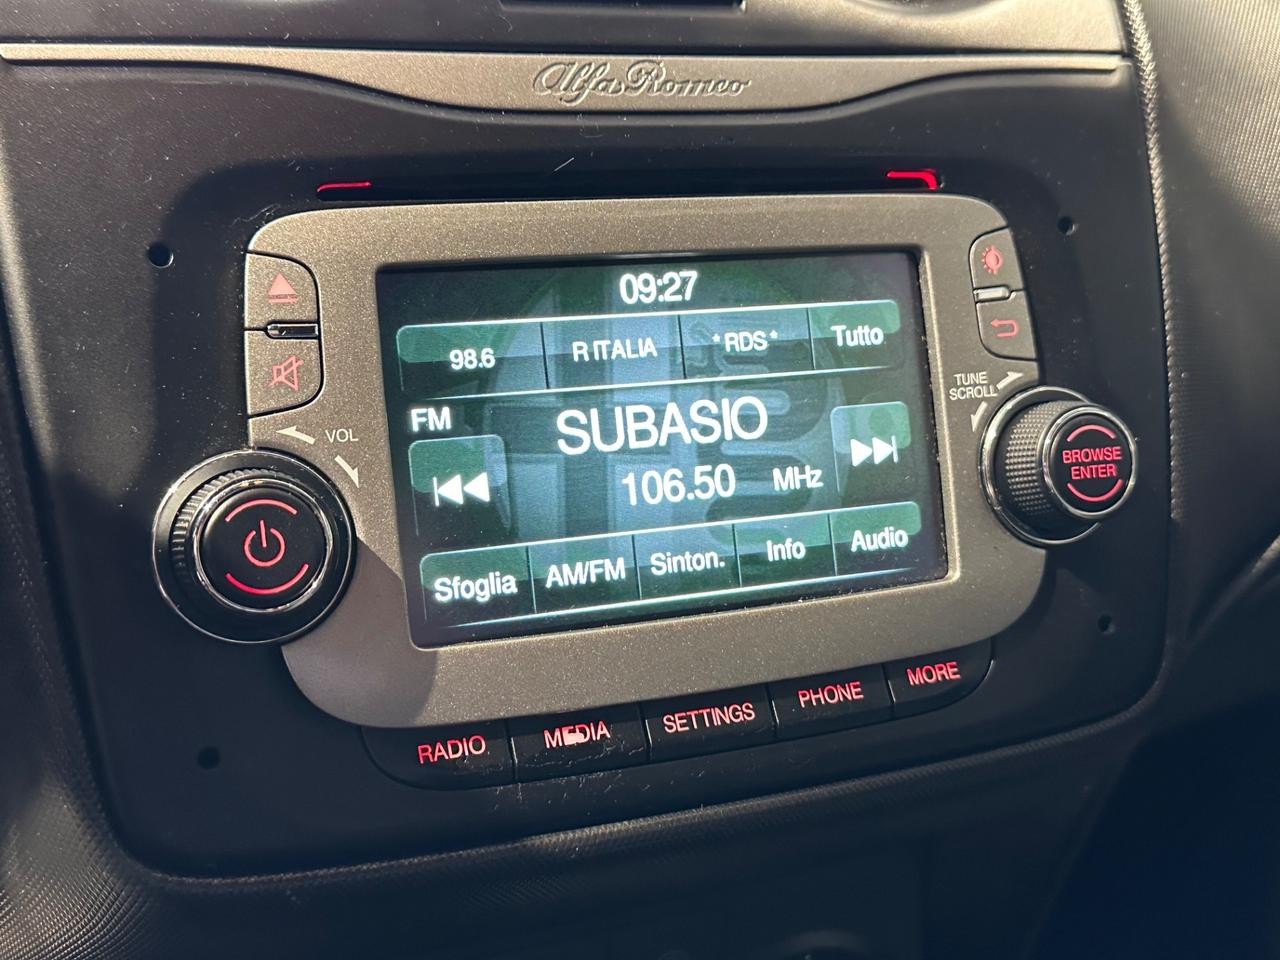 Alfa Romeo
09:27
98.6 R ITALIA * RDS * Tutto
FM
SUBASIO
106.50 MHz
Sfoglia AM/FM Sinton. Info Audio
VOL
TUNE
SCROLL
BROWSE
ENTER
RADIO MEDIA SETTINGS PHONE MORE